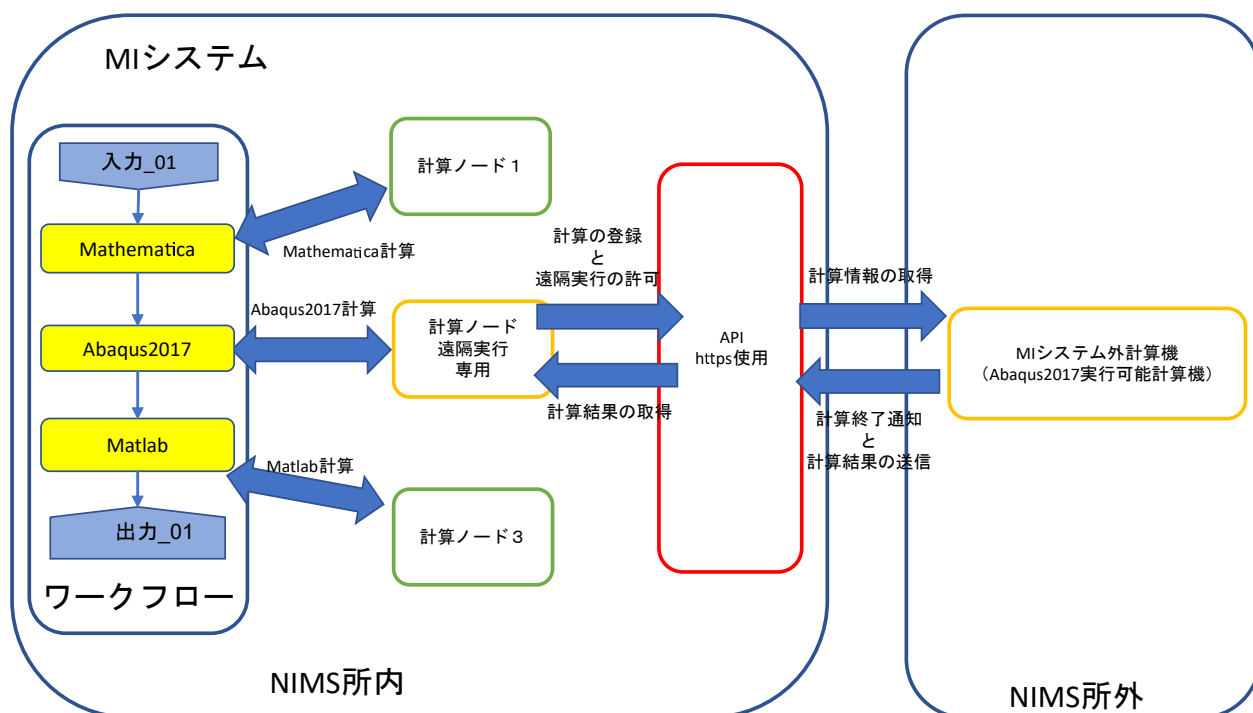 MIシステム
入力_01
Mathematica
Abaqus2017
Matlab
出力_01
ワークフロー
計算ノード１
Mathematica計算
Abaqus2017計算
計算ノード
遠隔実行
専用
Matlab計算
計算ノード３
計算の登録
と
遠隔実行の許可
計算結果の取得
API
https使用
計算情報の取得
計算終了通知
と
計算結果の送信
MIシステム外計算機
（Abaqus2017実行可能計算機）
NIMS所内
NIMS所外